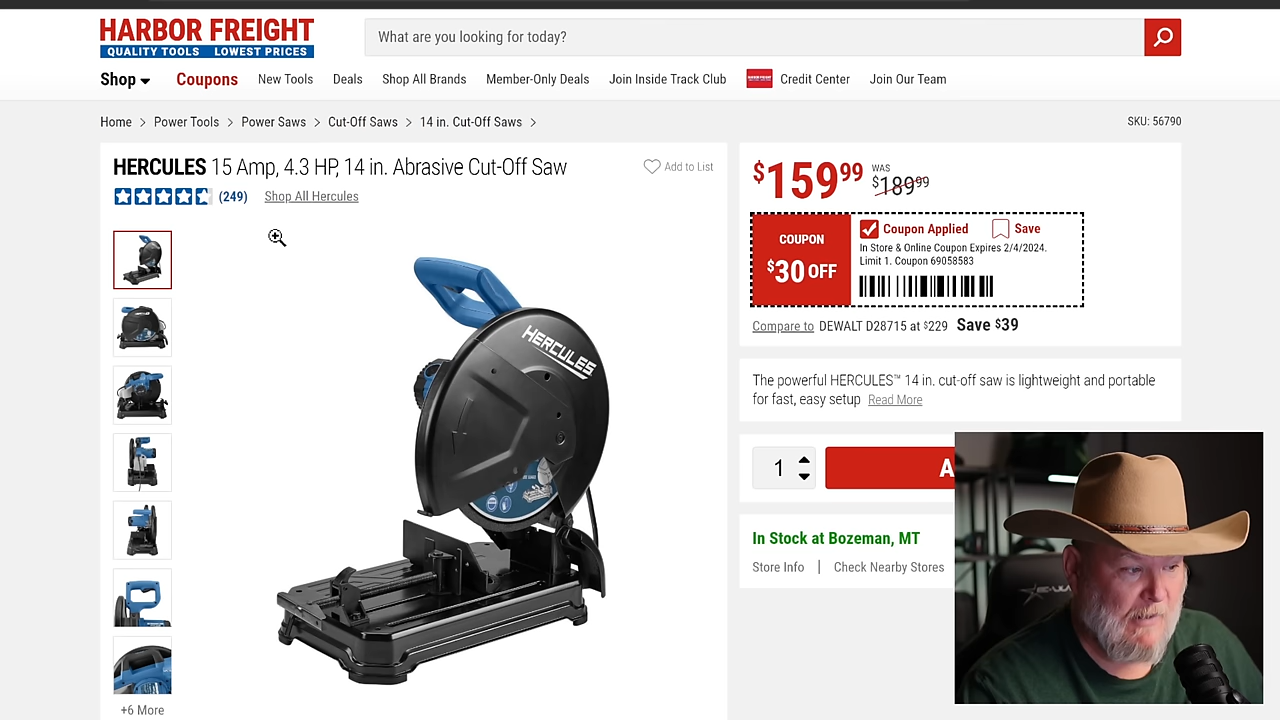 HARBOR FREIGHT
QUALITY TOOLS LOWEST PRICES
What are you looking for today?
Shop
Coupons
New Tools
Deals
Shop All Brands
Member-Only Deals
Join Inside Track Club
Credit Center
Join Our Team
Home > Power Tools > Power Saws > Cut-Off Saws > 14 in. Cut-Off Saws >
SKU: 56790
HERCULES 15 Amp, 4.3 HP, 14 in. Abrasive Cut-Off Saw
Add to List
(249)
Shop All Hercules
HERCULES
+6 More
$159 99
WAS
$189 99
COUPON
$30 OFF
Coupon Applied
Save
In Store & Online Coupon Expires 2/4/2024.
Limit 1. Coupon 69058583
Compare to DEWALT D28715 at $229 Save $39
The powerful HERCULES™ 14 in. cut-off saw is lightweight and portable
for fast, easy setup Read More
1
A
In Stock at Bozeman, MT
Store Info | Check Nearby Stores